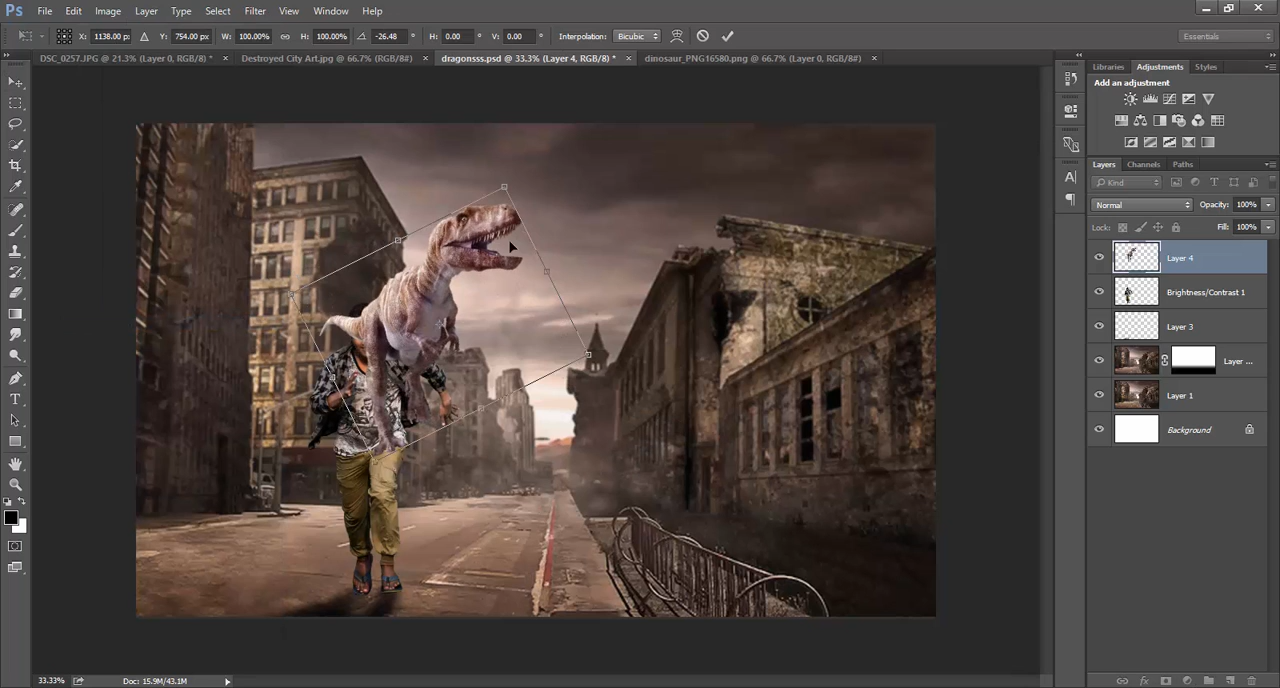 Ps File Edit Image Layer Type Select Filter View Window Help
X: 1138.00 px Y: 754.00 px W: 100.00% H: 100.00% -26.48 ° H: 0.00 ° V: 0.00 ° Interpolation: Bicubic Essentials
DSC_0257.JPG @ 21.3% (Layer 0, RGB/8) * × Destroyed City Art.jpg @ 66.7% (RGB/8#) × dragonsss.psd @ 33.3% (Layer 4, RGB/8) * × dinosaur_PNG16580.png @ 66.7% (Layer 0, RGB/8#) ×
Libraries Adjustments Styles
Add an adjustment
Layers Channels Paths
Kind
Normal Opacity: 100%
Lock: Fill: 100%
Layer 4
Brightness/Contrast 1
Layer 3
Layer ...
Layer 1
Background
33.33% Doc: 15.9M/43.1M